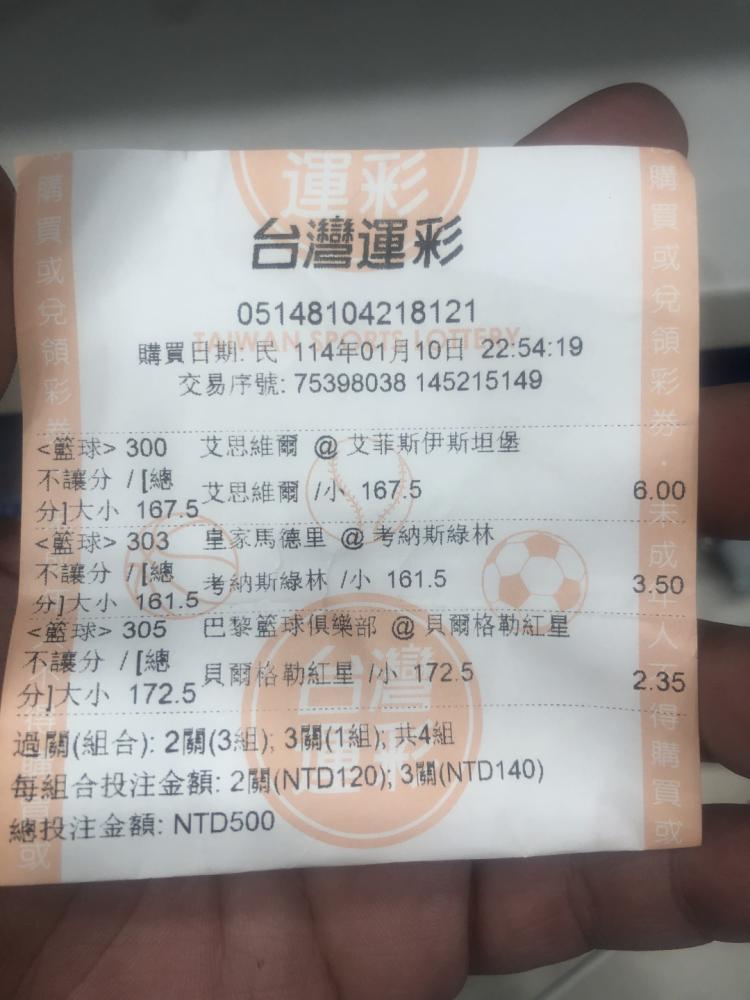 運彩
台灣運彩
05148104218121
TAIWAN SPORTS LOTTERY
購買日期: 民 114年01月10日 22:54:19
交易序號: 75398038 145215149
<籃球> 300 艾思維爾 @ 艾菲斯伊斯坦堡
不讓分 / [總
分]大小 167.5 艾思維爾 /小 167.5 6.00
<籃球> 303 皇家馬德里 @ 考納斯綠林
不讓分 / [總
分]大小 161.5 考納斯綠林 /小 161.5 3.50
<籃球> 305 巴黎籃球俱樂部 @ 貝爾格勒紅星
不讓分 / [總
分]大小 172.5 貝爾格勒紅星 /小 172.5 2.35
過關(組合): 2關(3組); 3關(1組); 共4組
每組合投注金額: 2關(NTD120); 3關(NTD140)
總投注金額: NTD500
台灣
運彩
購買或兌領彩券
購買或兌領彩券・未成年人不得購買或